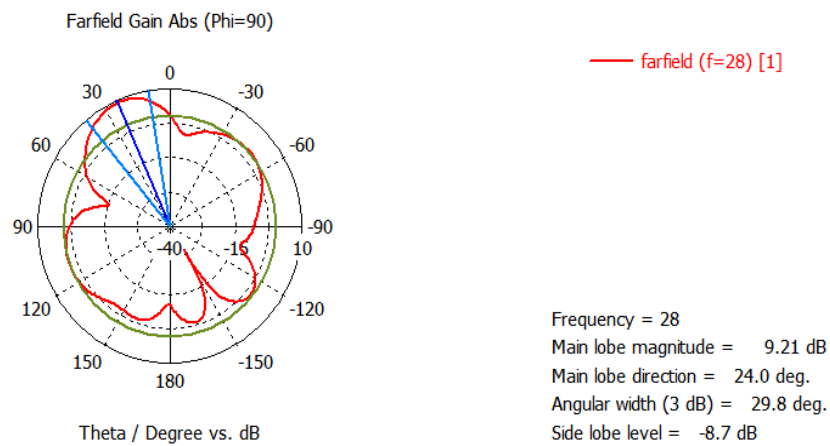 Farfield Gain Abs (Phi=90)
farfield (f=28) [1]
0
30
-30
60
-60
90
-40
-15
10
-90
120
-120
150
-150
180
Theta / Degree vs. dB
Frequency = 28
Main lobe magnitude = 9.21 dB
Main lobe direction = 24.0 deg.
Angular width (3 dB) = 29.8 deg.
Side lobe level = -8.7 dB